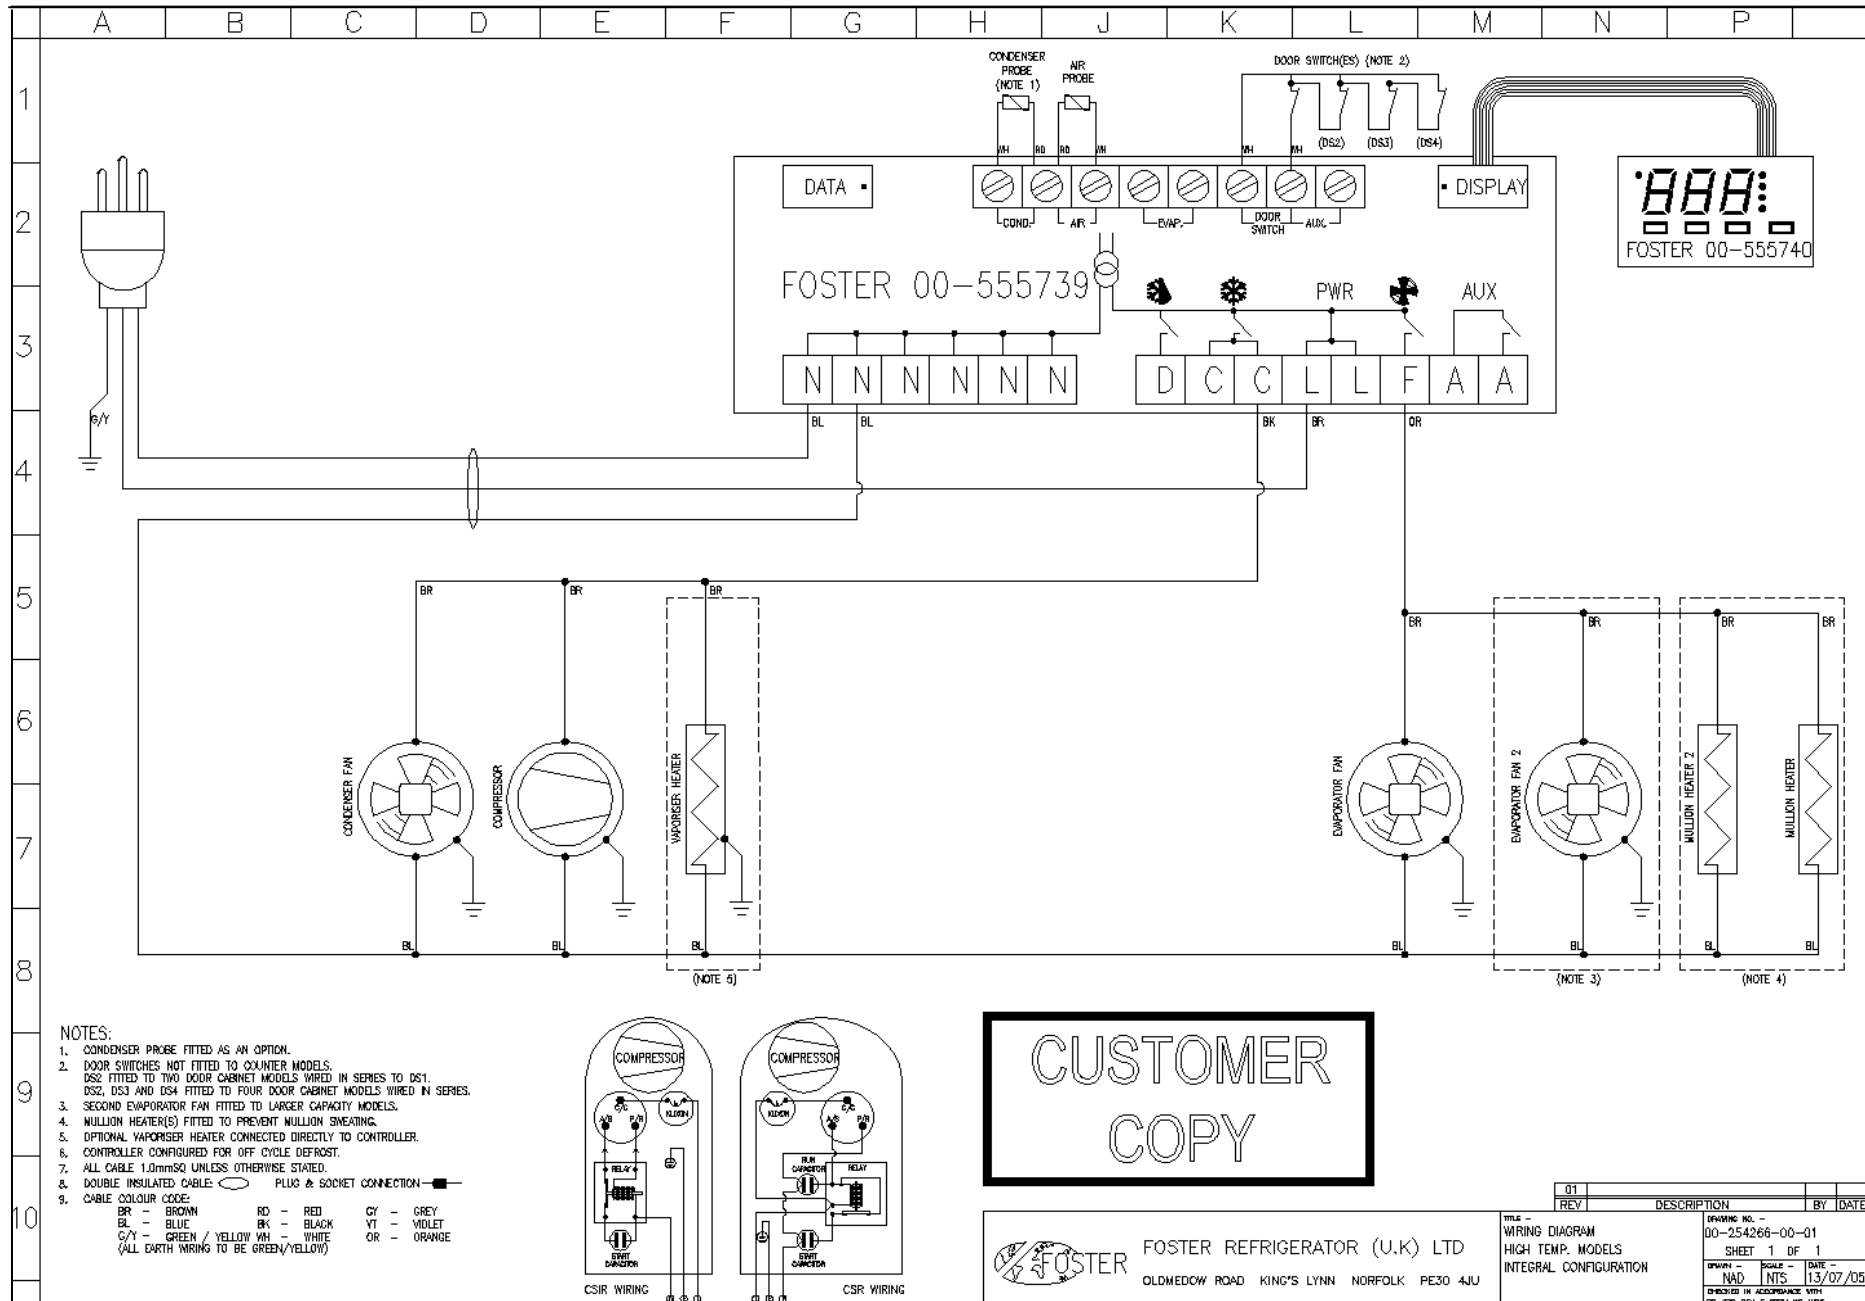 A B C D E F G H J K L M N P
1
2
3
4
5
6
7
8
9
10
CONDENSER
PROBE
(NOTE 1)
AIR
PROBE
DOOR SWITCH(ES) (NOTE 2)
(DS2) (DS3) (DS4)
WH RD RD WH WH WH
DATA
DISPLAY
COND. AIR EVAP. DOOR
SWITCH AUX.
FOSTER 00-555739
PWR AUX
N N N N N N D C C L L F A A
888:
FOSTER 00-555740
G/Y
BL BL BK BR OR
BR BR BR BR BR BR BR
CONDENSER FAN
COMPRESSOR
VAPORISER HEATER
EVAPORATOR FAN
EVAPORATOR FAN 2
MULLION HEATER 2
MULLION HEATER
BL BL BL BL BL BL BL
(NOTE 5) (NOTE 3) (NOTE 4)
NOTES:
1. CONDENSER PROBE FITTED AS AN OPTION.
2. DOOR SWITCHES NOT FITTED TO COUNTER MODELS.
DS2 FITTED TO TWO DOOR CABINET MODELS WIRED IN SERIES TO DS1.
DS2, DS3 AND DS4 FITTED TO FOUR DOOR CABINET MODELS WIRED IN SERIES.
3. SECOND EVAPORATOR FAN FITTED TO LARGER CAPACITY MODELS.
4. MULLION HEATER(S) FITTED TO PREVENT MULLION SWEATING.
5. OPTIONAL VAPORISER HEATER CONNECTED DIRECTLY TO CONTROLLER.
6. CONTROLLER CONFIGURED FOR OFF CYCLE DEFROST.
7. ALL CABLE 1.0mmSQ UNLESS OTHERWISE STATED.
8. DOUBLE INSULATED CABLE: PLUG & SOCKET CONNECTION
9. CABLE COLOUR CODE:
BR - BROWN RD - RED GY - GREY
BL - BLUE BK - BLACK VT - VIOLET
G/Y - GREEN / YELLOW WH - WHITE OR - ORANGE
(ALL EARTH WIRING TO BE GREEN/YELLOW)
COMPRESSOR
C/C
A/S P/R
KLIXON
RELAY
START
CAPACITOR
CSIR WIRING
COMPRESSOR
KLIXON
C/C
A/S P/R
RUN
CAPACITOR
RELAY
START
CAPACITOR
CSR WIRING
CUSTOMER
COPY
FOSTER
FOSTER REFRIGERATOR (U.K) LTD
OLDMEDOW ROAD KING'S LYNN NORFOLK PE30 4JU
01
REV DESCRIPTION BY DATE
TITLE -
WIRING DIAGRAM
HIGH TEMP. MODELS
INTEGRAL CONFIGURATION
DRAWING NO. -
00-254266-00-01
SHEET 1 OF 1
DRAWN - SCALE - DATE -
NAD NTS 13/07/05
CHECKED IN ACCORDANCE WITH